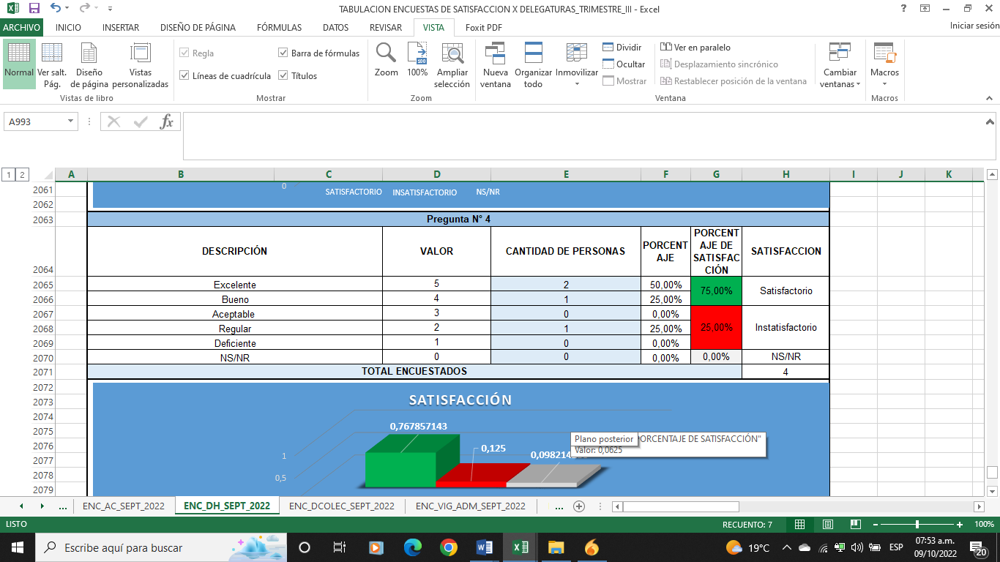 TABULACION ENCUESTAS DE SATISFACCION X DELEGATURAS_TRIMESTRE_III - Excel
ARCHIVO INICIO INSERTAR DISEÑO DE PÁGINA FÓRMULAS DATOS REVISAR VISTA Foxit PDF Iniciar sesión
Normal
Ver salt. Pág.
Diseño de página
Vistas personalizadas
Vistas de libro
Regla
Barra de fórmulas
Líneas de cuadrícula
Títulos
Mostrar
Zoom
100%
Ampliar selección
Zoom
Nueva ventana
Organizar todo
Inmovilizar
Dividir
Ocultar
Mostrar
Ver en paralelo
Desplazamiento sincrónico
Restablecer posición de la ventana
Cambiar ventanas
Ventana
Macros
Macros
A993
fx
1 2 A B C D E F G H I J K
2061 0 SATISFACTORIO INSATISFACTORIO NS/NR
2062
2063 Pregunta N° 4
2064 DESCRIPCIÓN VALOR CANTIDAD DE PERSONAS PORCENTAJE PORCENTAJE DE SATISFACCIÓN SATISFACCION
2065 Excelente 5 2 50,00% 75,00% Satisfactorio
2066 Bueno 4 1 25,00%
2067 Aceptable 3 0 0,00%
2068 Regular 2 1 25,00% 25,00% Instatisfactorio
2069 Deficiente 1 0 0,00%
2070 NS/NR 0 0 0,00% 0,00% NS/NR
2071 TOTAL ENCUESTADOS 4
2072
2073 SATISFACCIÓN
2074
2075 0,767857143
Plano posterior PORCENTAJE DE SATISFACCIÓN"
2076 0,125 Valor: 0,0625
2077 1
2078 0,5
2079
... ENC_AC_SEPT_2022 ENC_DH_SEPT_2022 ENC_DCOLEC_SEPT_2022 ENC_VIG_ADM_SEPT_2022 ...
LISTO RECUENTO: 7 100%
Escribe aquí para buscar
19°C ESP 07:53 a.m.
09/10/2022 20